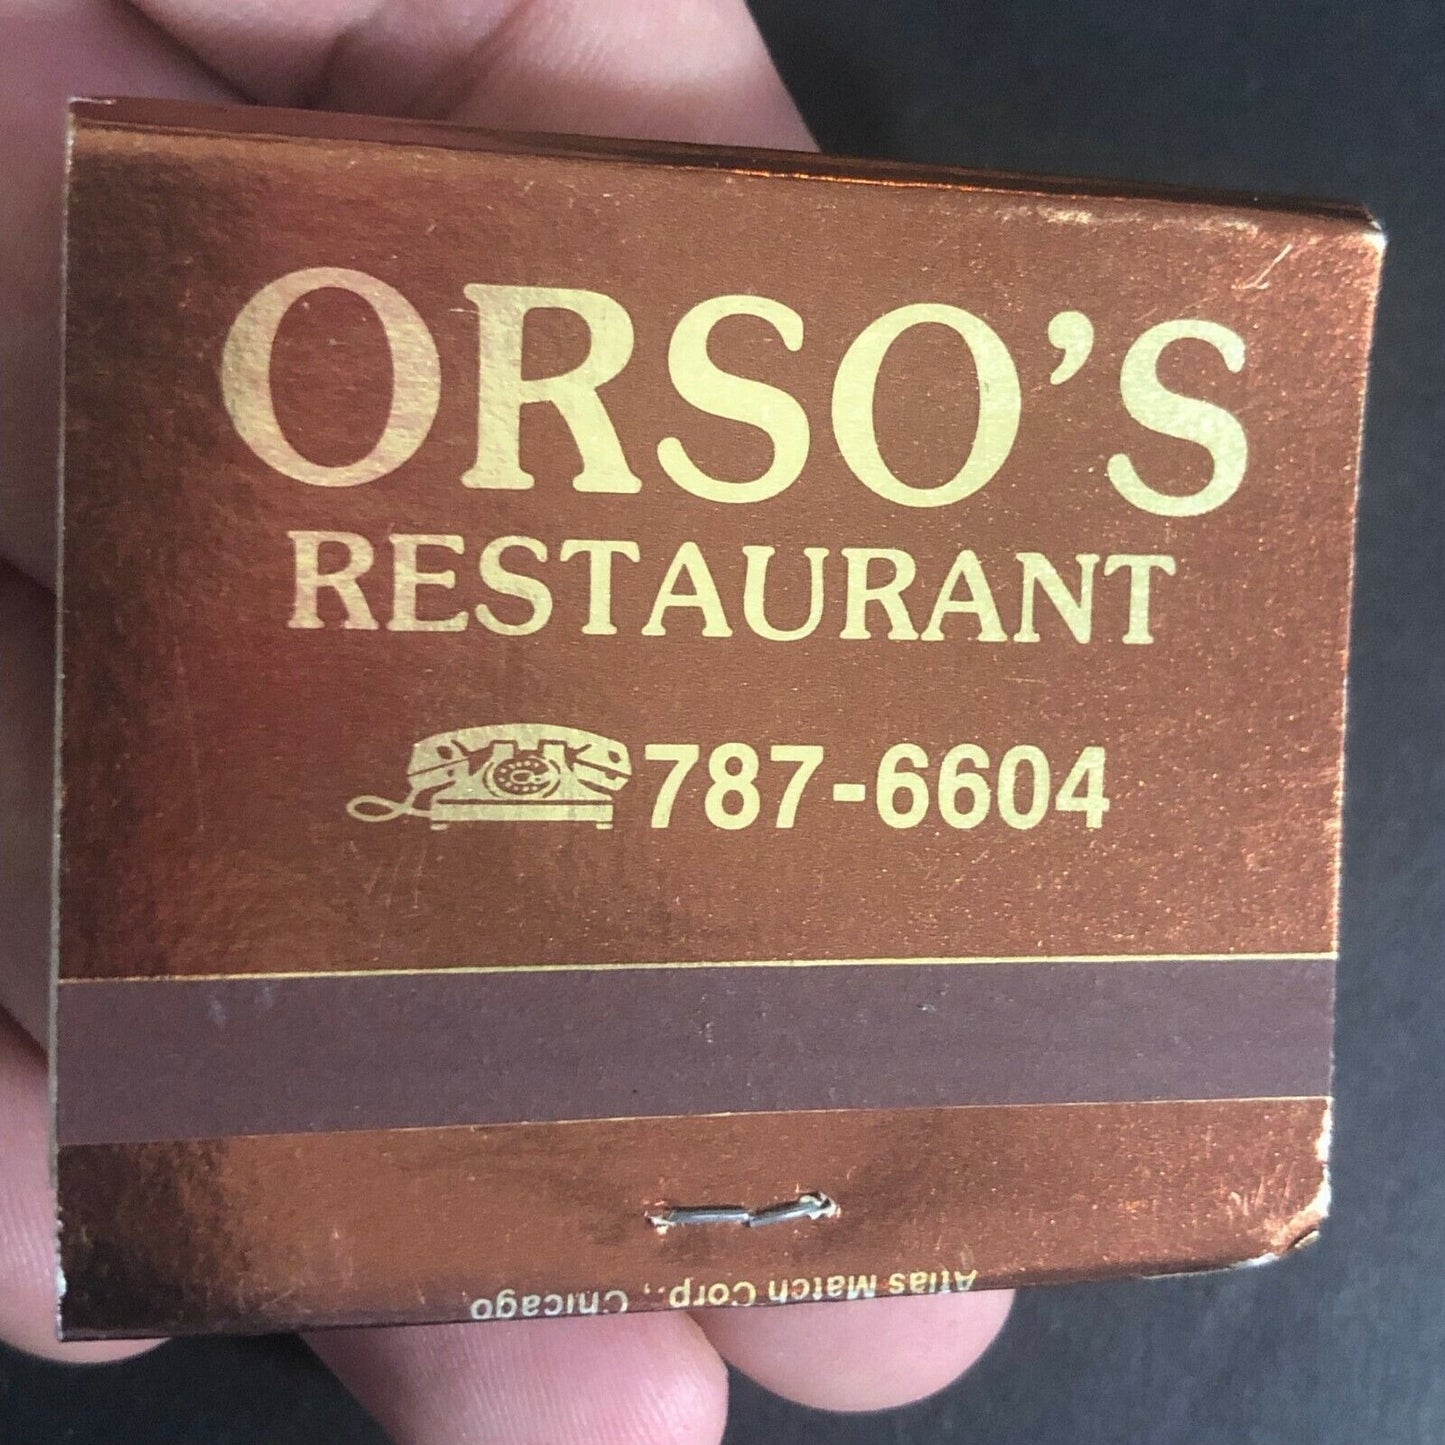 ORSO'S
RESTAURANT
787-6604
Atlas Match Corp., Chicago